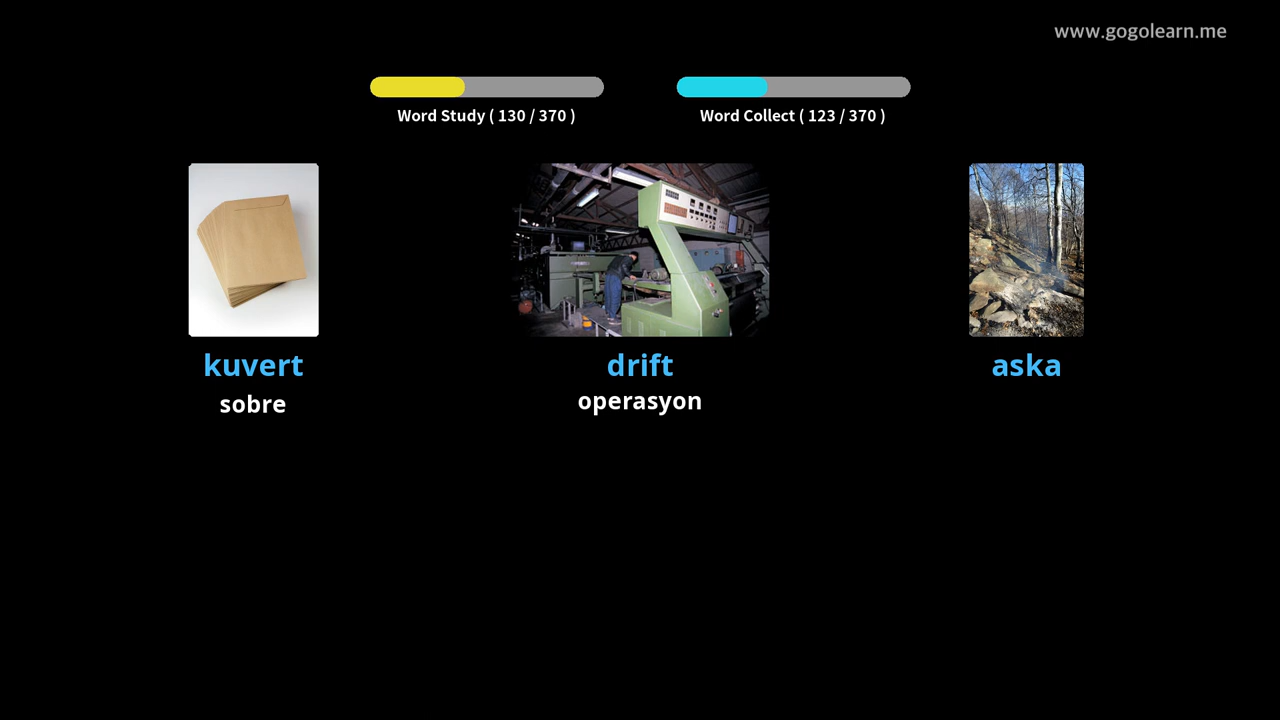 www.gogolearn.me
Word Study ( 130 / 370 )
Word Collect ( 123 / 370 )
kuvert
sobre
drift
operasyon
aska